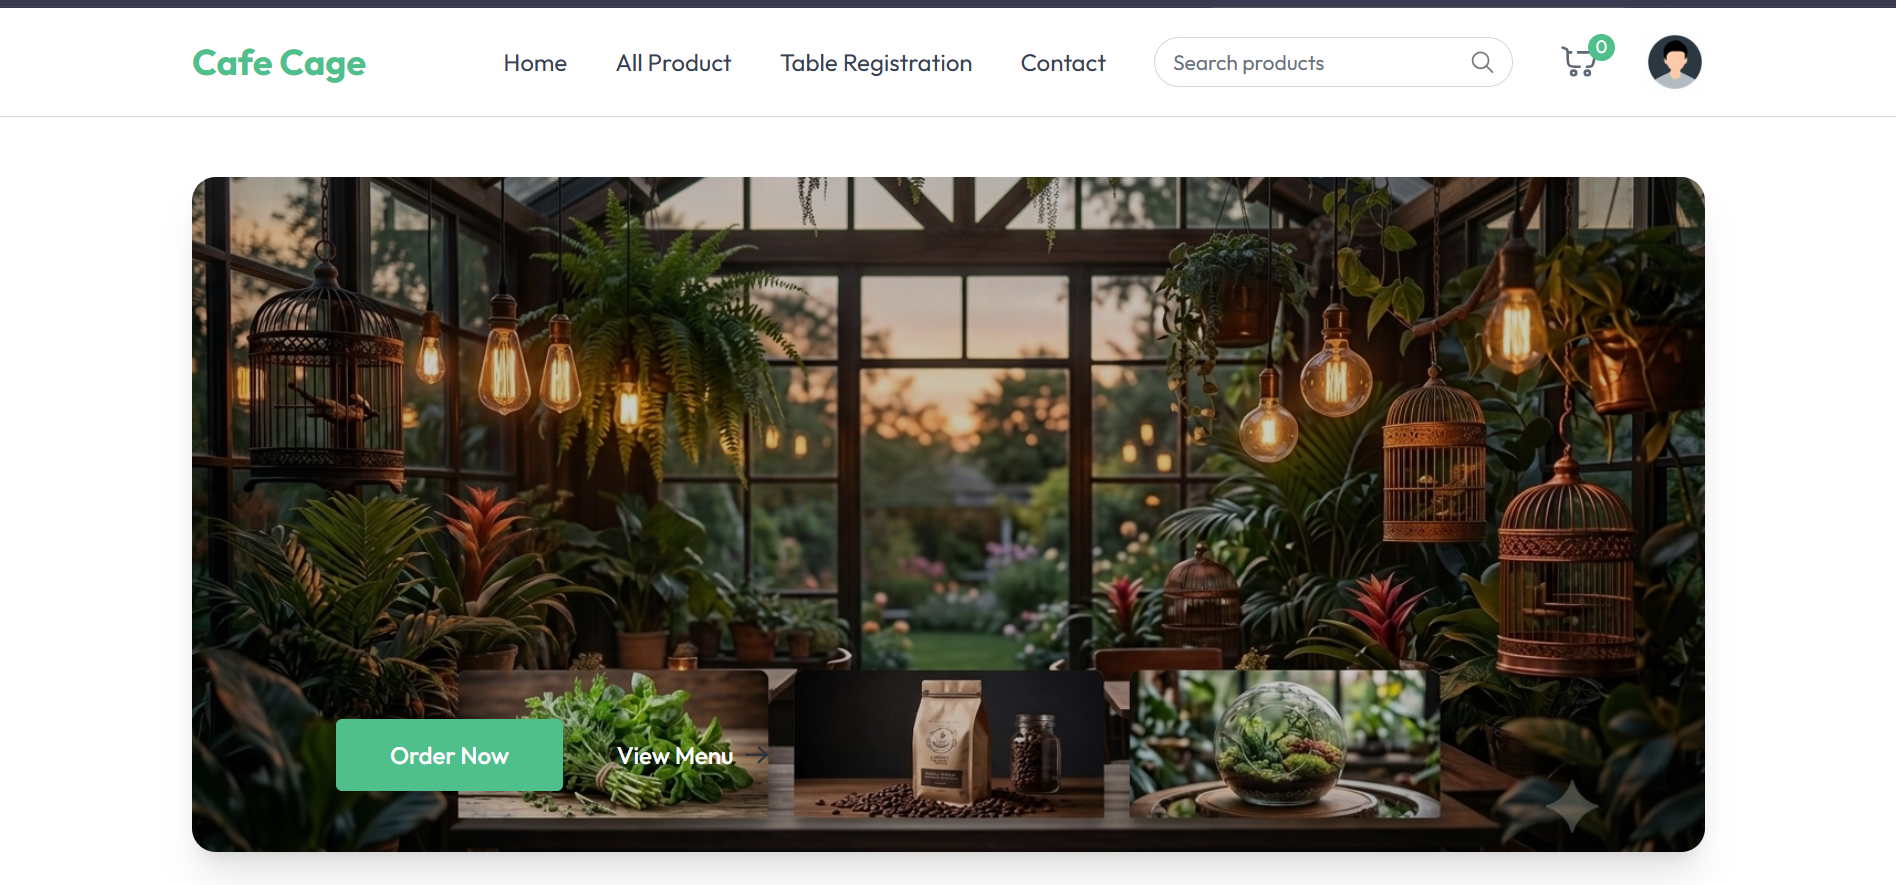 Cafe Cage
Home
All Product
Table Registration
Contact
Search products
0
Order Now
View Menu